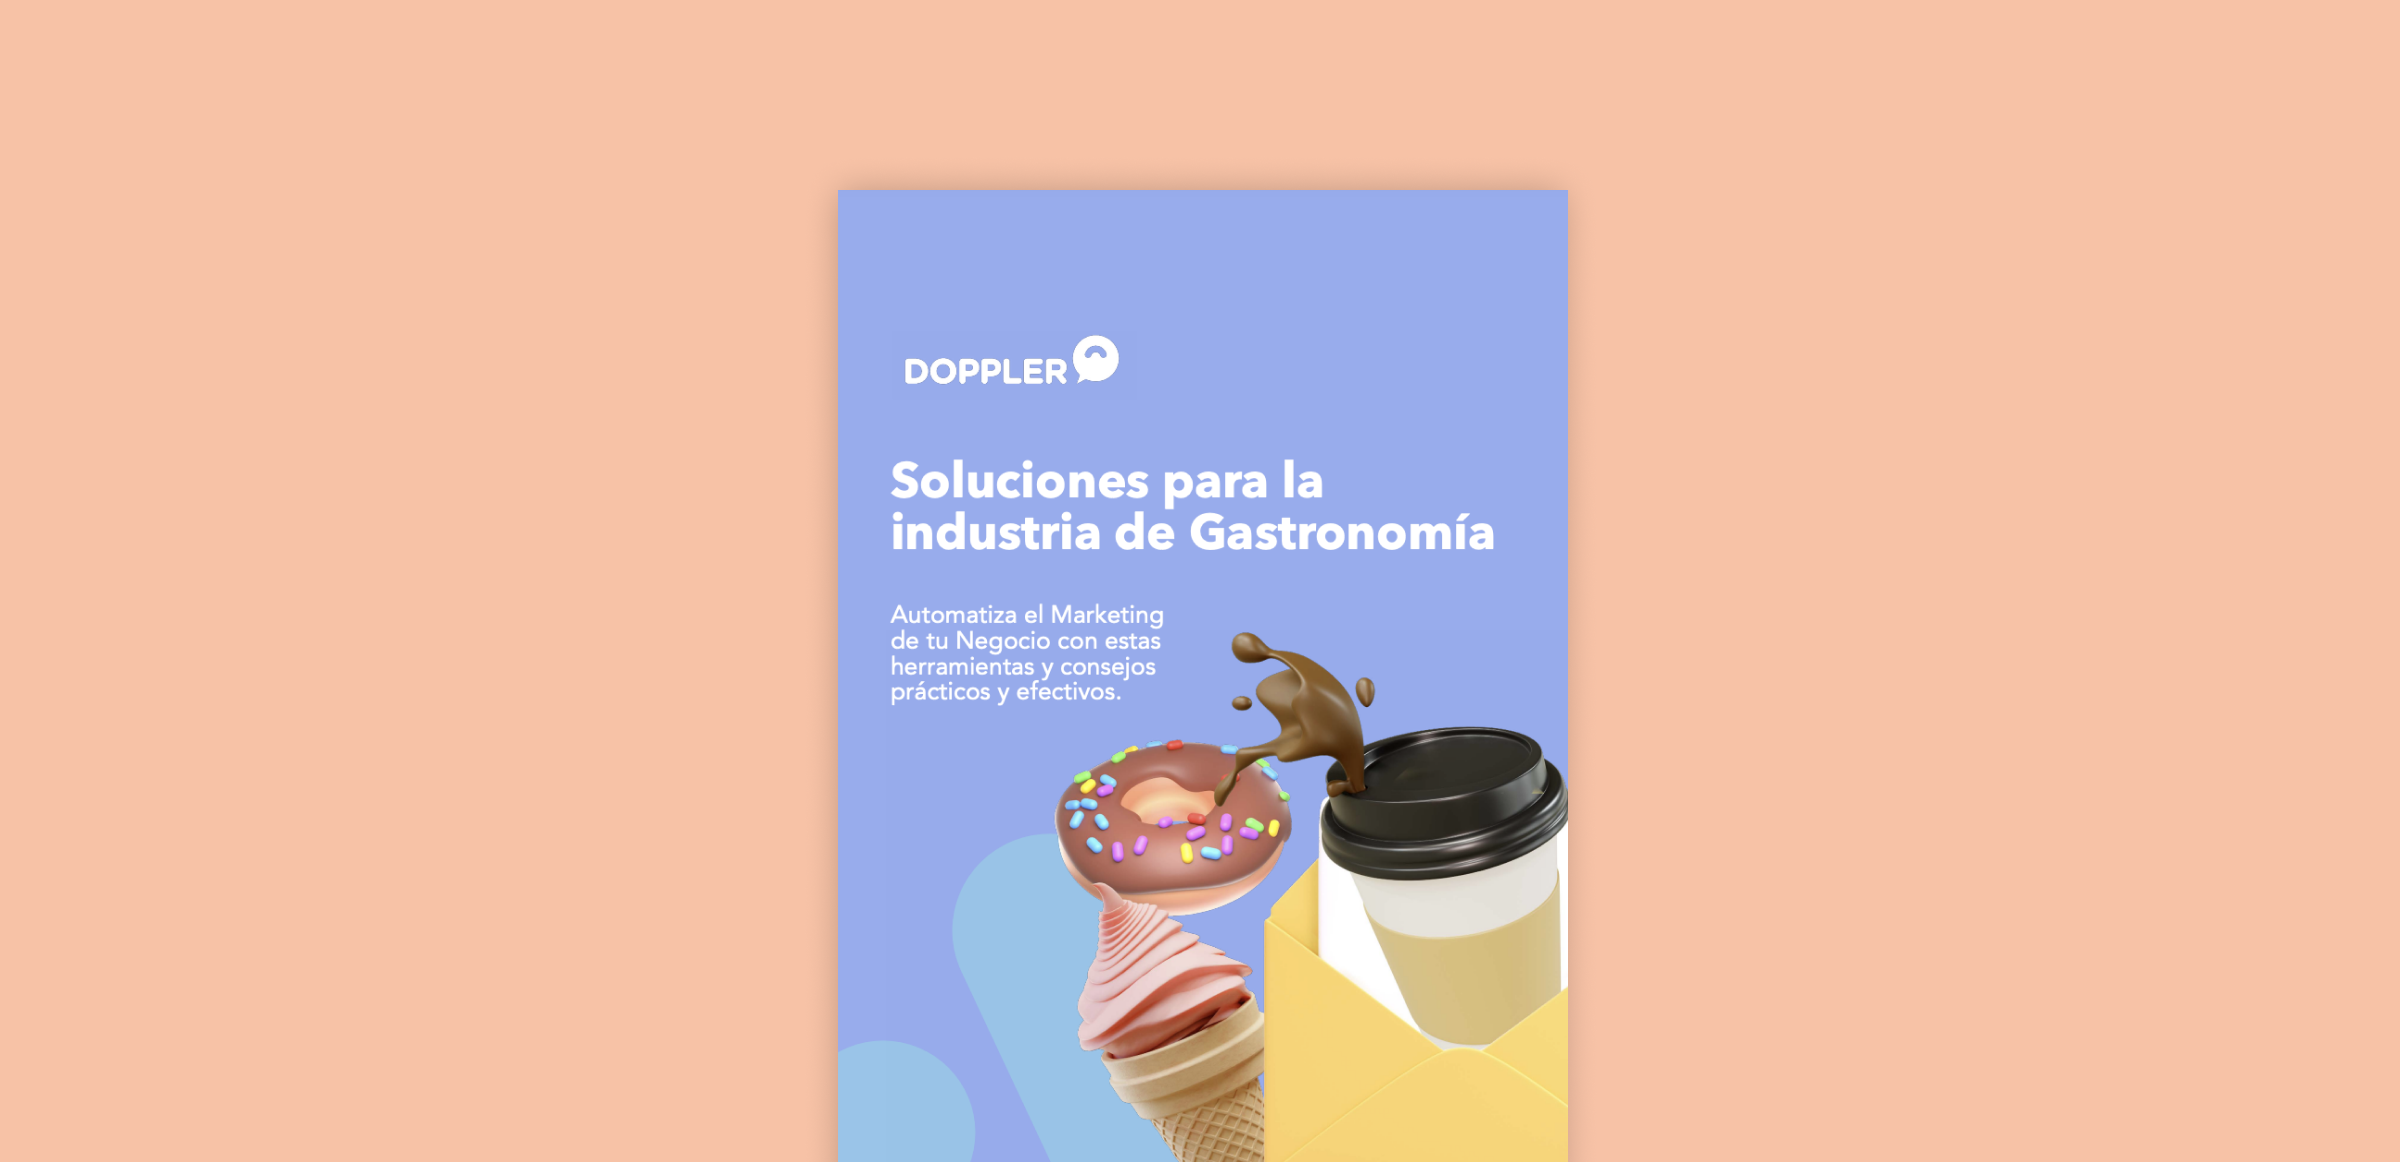 DOPPLER
Soluciones para la
industria de Gastronomía
Automatiza el Marketing
de tu Negocio con estas
herramientas y consejos
prácticos y efectivos.